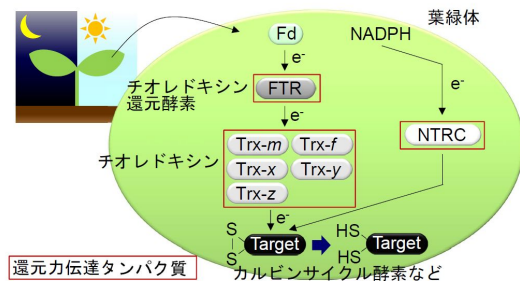 葉緑体
Fd
NADPH
e⁻
e⁻
チオレドキシン
還元酵素
FTR
e⁻
NTRC
チオレドキシン
Trx-m Trx-f
Trx-x Trx-y
Trx-z
e⁻
S
S
Target
HS
HS
Target
カルビンサイクル酵素など
還元力伝達タンパク質